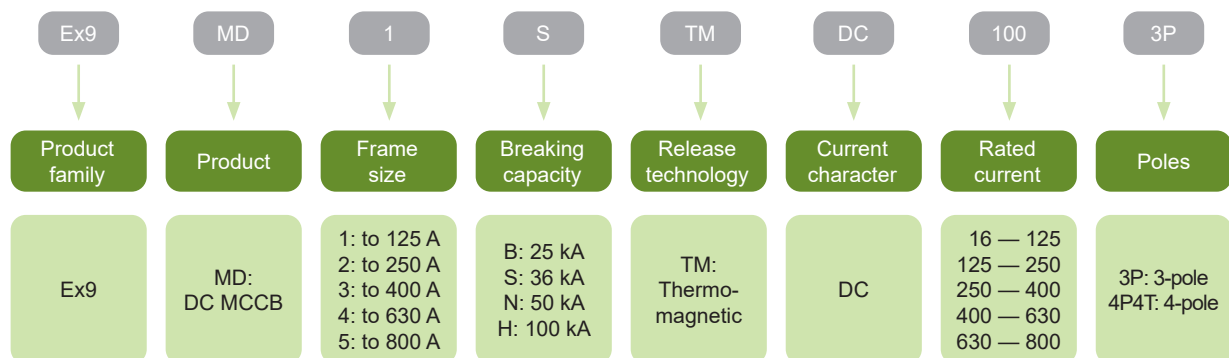 Ex9
MD
1
S
TM
DC
100
3P
Product
family
Product
Frame
size
Breaking
capacity
Release
technology
Current
character
Rated
current
Poles
Ex9
MD:
DC MCCB
1: to 125 A
2: to 250 A
3: to 400 A
4: to 630 A
5: to 800 A
B: 25 kA
S: 36 kA
N: 50 kA
H: 100 kA
TM:
Thermo-
magnetic
DC
16 — 125
125 — 250
250 — 400
400 — 630
630 — 800
3P: 3-pole
4P4T: 4-pole